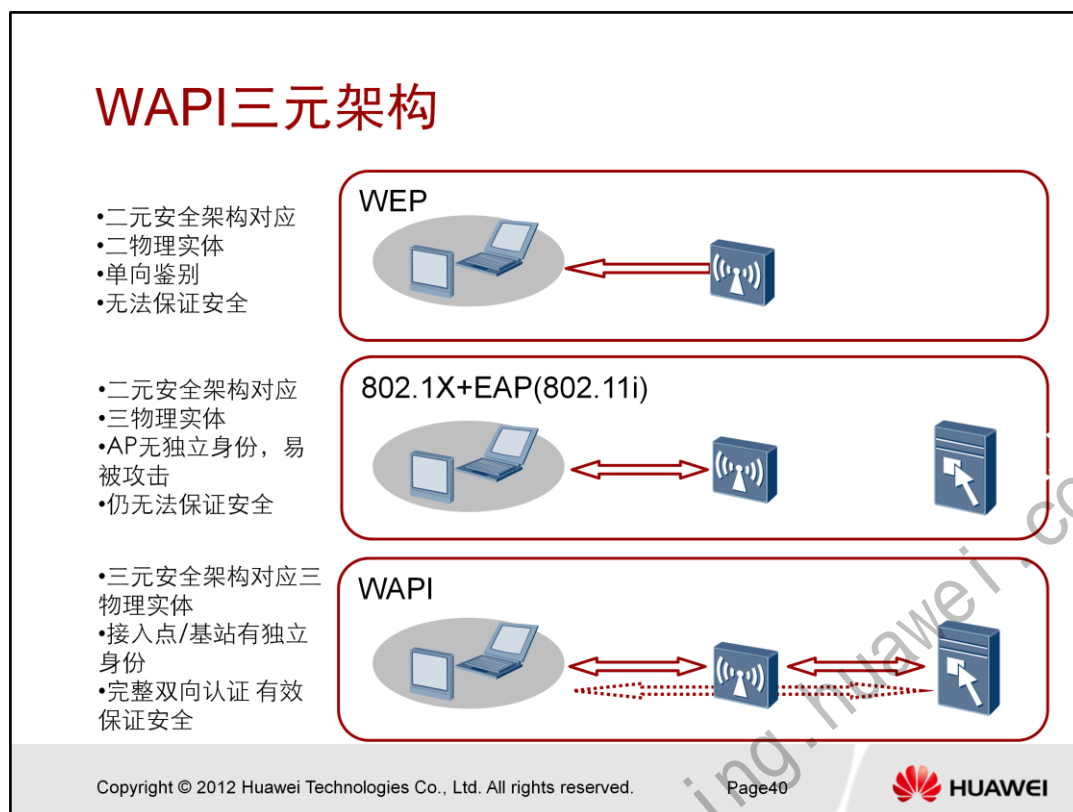 WAPI三元架构
•二元安全架构对应
•二物理实体
•单向鉴别
•无法保证安全
WEP
•二元安全架构对应
•三物理实体
•AP无独立身份，易
被攻击
•仍无法保证安全
802.1X+EAP(802.11i)
•三元安全架构对应三
物理实体
•接入点/基站有独立
身份
•完整双向认证 有效
保证安全
WAPI
ing.huawei.co
Copyright © 2012 Huawei Technologies Co., Ltd. All rights reserved.
Page40
HUAWEI